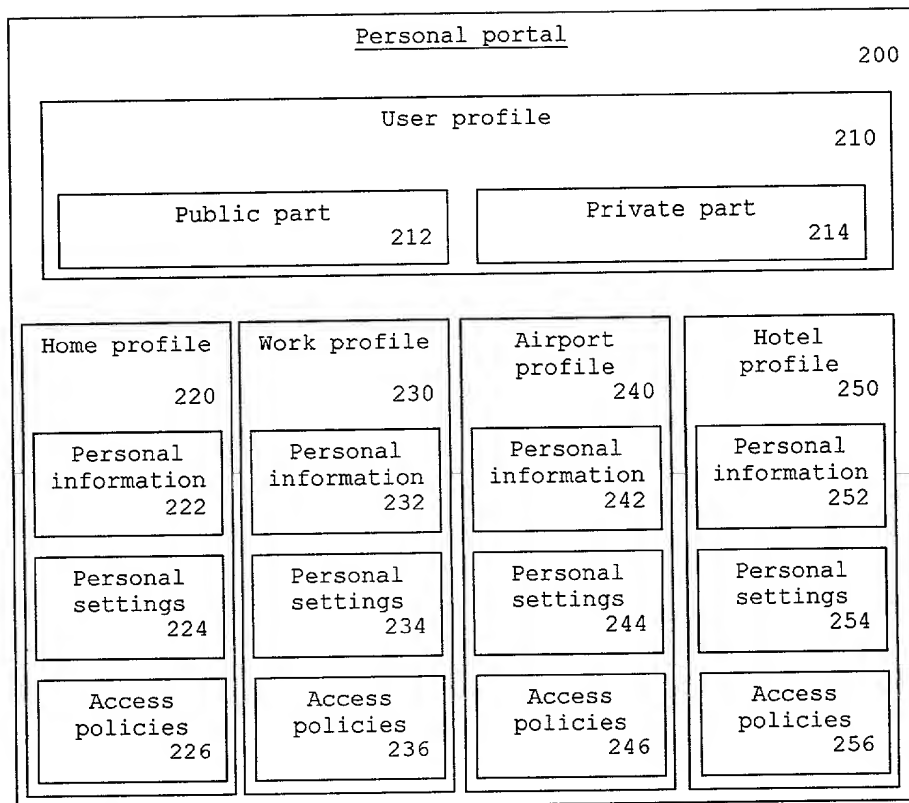 Personal portal
200
User profile
210
Public part
212
Private part
214
Home profile
220
Personal
information
222
Personal
settings
224
Access
policies
226
Work profile
230
Personal
information
232
Personal
settings
234
Access
policies
236
Airport
profile
240
Personal
information
242
Personal
settings
244
Access
policies
246
Hotel
profile
250
Personal
information
252
Personal
settings
254
Access
policies
256